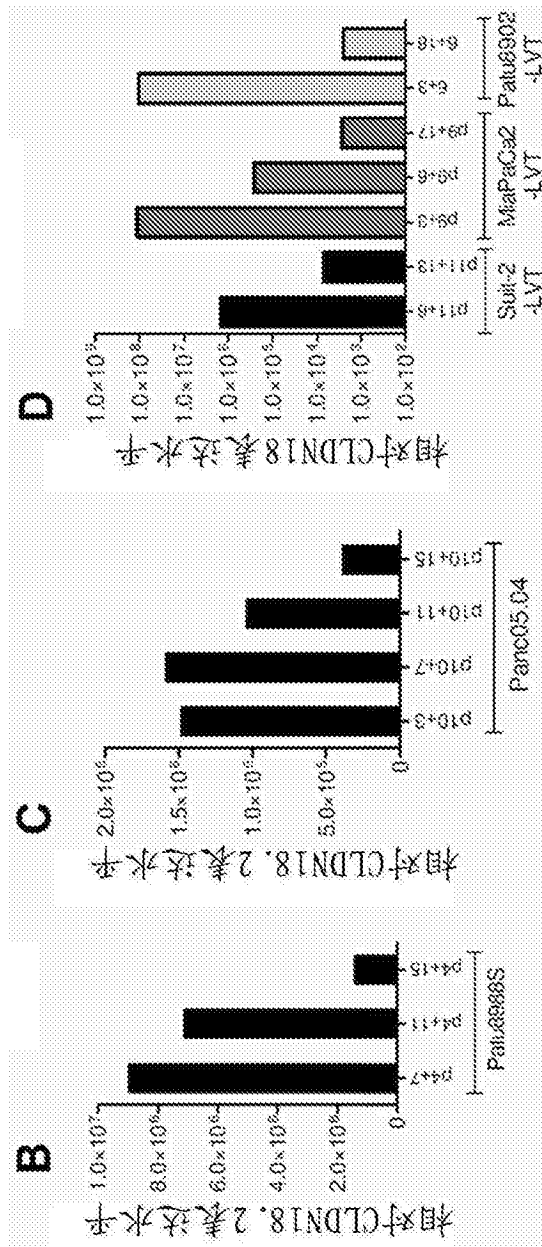 B
相对CLDN18.2表达水平
1.0×10⁷
8.0×10⁶
6.0×10⁶
4.0×10⁶
2.0×10⁶
0
p4+7
p4+11
p4+15
Patu8988S
C
相对CLDN18.2表达水平
2.0×10⁶
1.5×10⁶
1.0×10⁶
5.0×10⁵
0
p10+3
p10+7
p10+11
p10+15
Panc05.04
D
相对CLDN18表达水平
1.0×10⁹
1.0×10⁸
1.0×10⁷
1.0×10⁶
1.0×10⁵
1.0×10⁴
1.0×10³
1.0×10²
p11+6
p11+13
p9+3
p9+6
p9+17
6+3
6+18
Suit-2
-LVT
MiaPaCa2
-LVT
Patu8902
-LVT